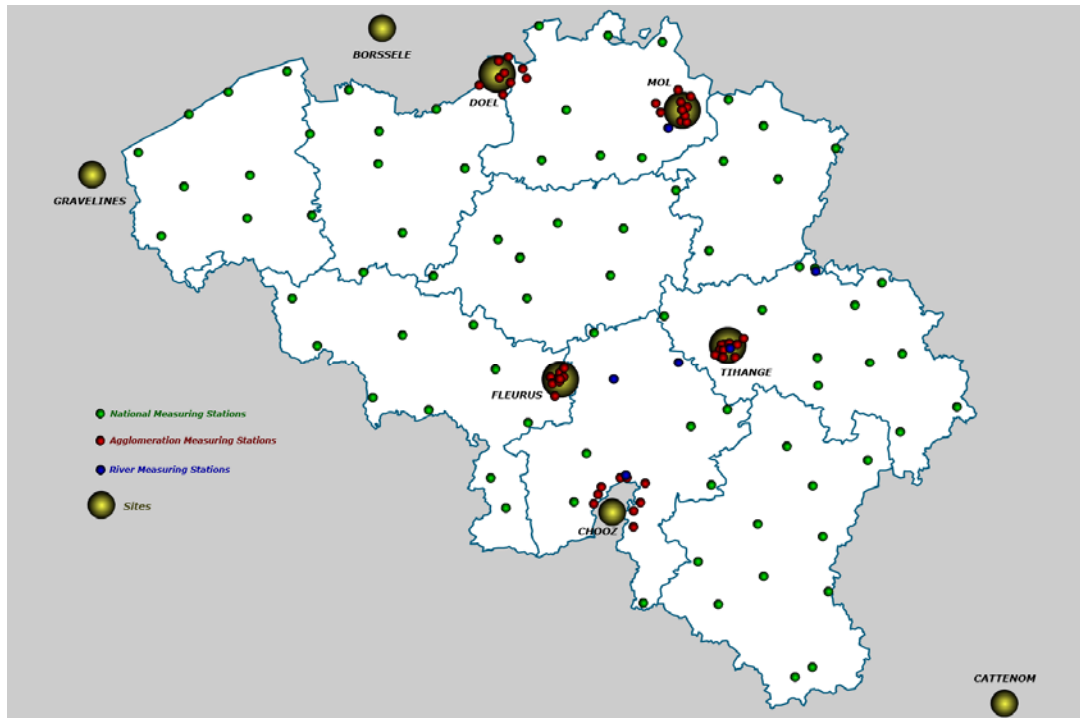 BORSSELE
MOL
DOEL
GRAVELINES
TIHANGE
FLEURUS
National Measuring Stations
Agglomeration Measuring Stations
River Measuring Stations
Sites
CHOOZ
CATTENOM